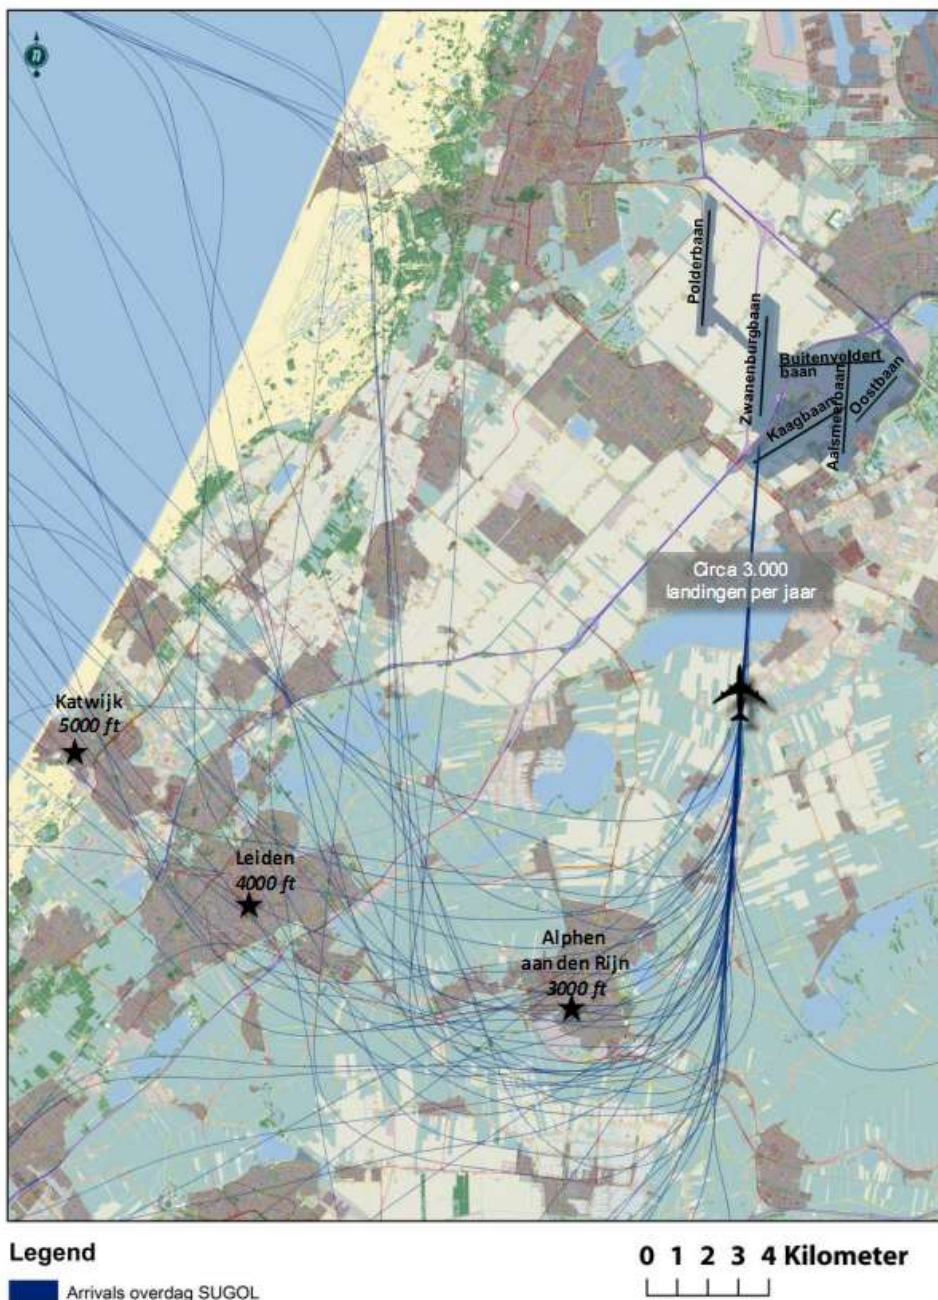 n
Polderbaan
Zwanenburgbaan
Buitenveldert
baan
Kaagbaan
Aalsmeerbaan
Oostbaan
Circa 3.000
landingen per jaar
Katwijk
5000 ft
Leiden
4000 ft
Alphen
aan den Rijn
3000 ft
Legend
0 1 2 3 4 Kilometer
Arrivals overdag SUGOL